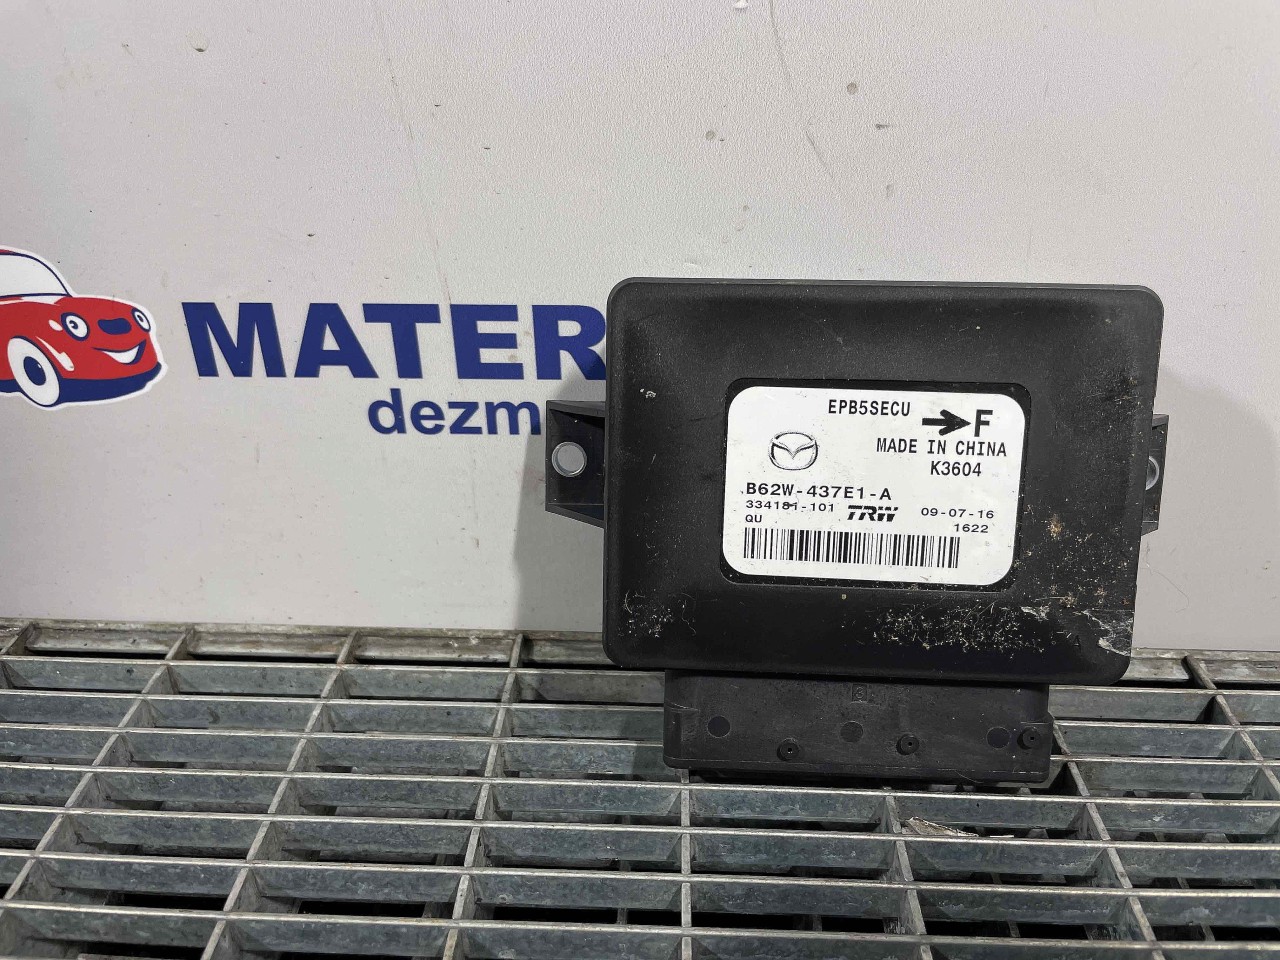 MATER
dezm
EPB5SECU
F
MADE IN CHINA
K3604
B62W-437E1-A
334181-101 TRW 09-07-16
QU 1622